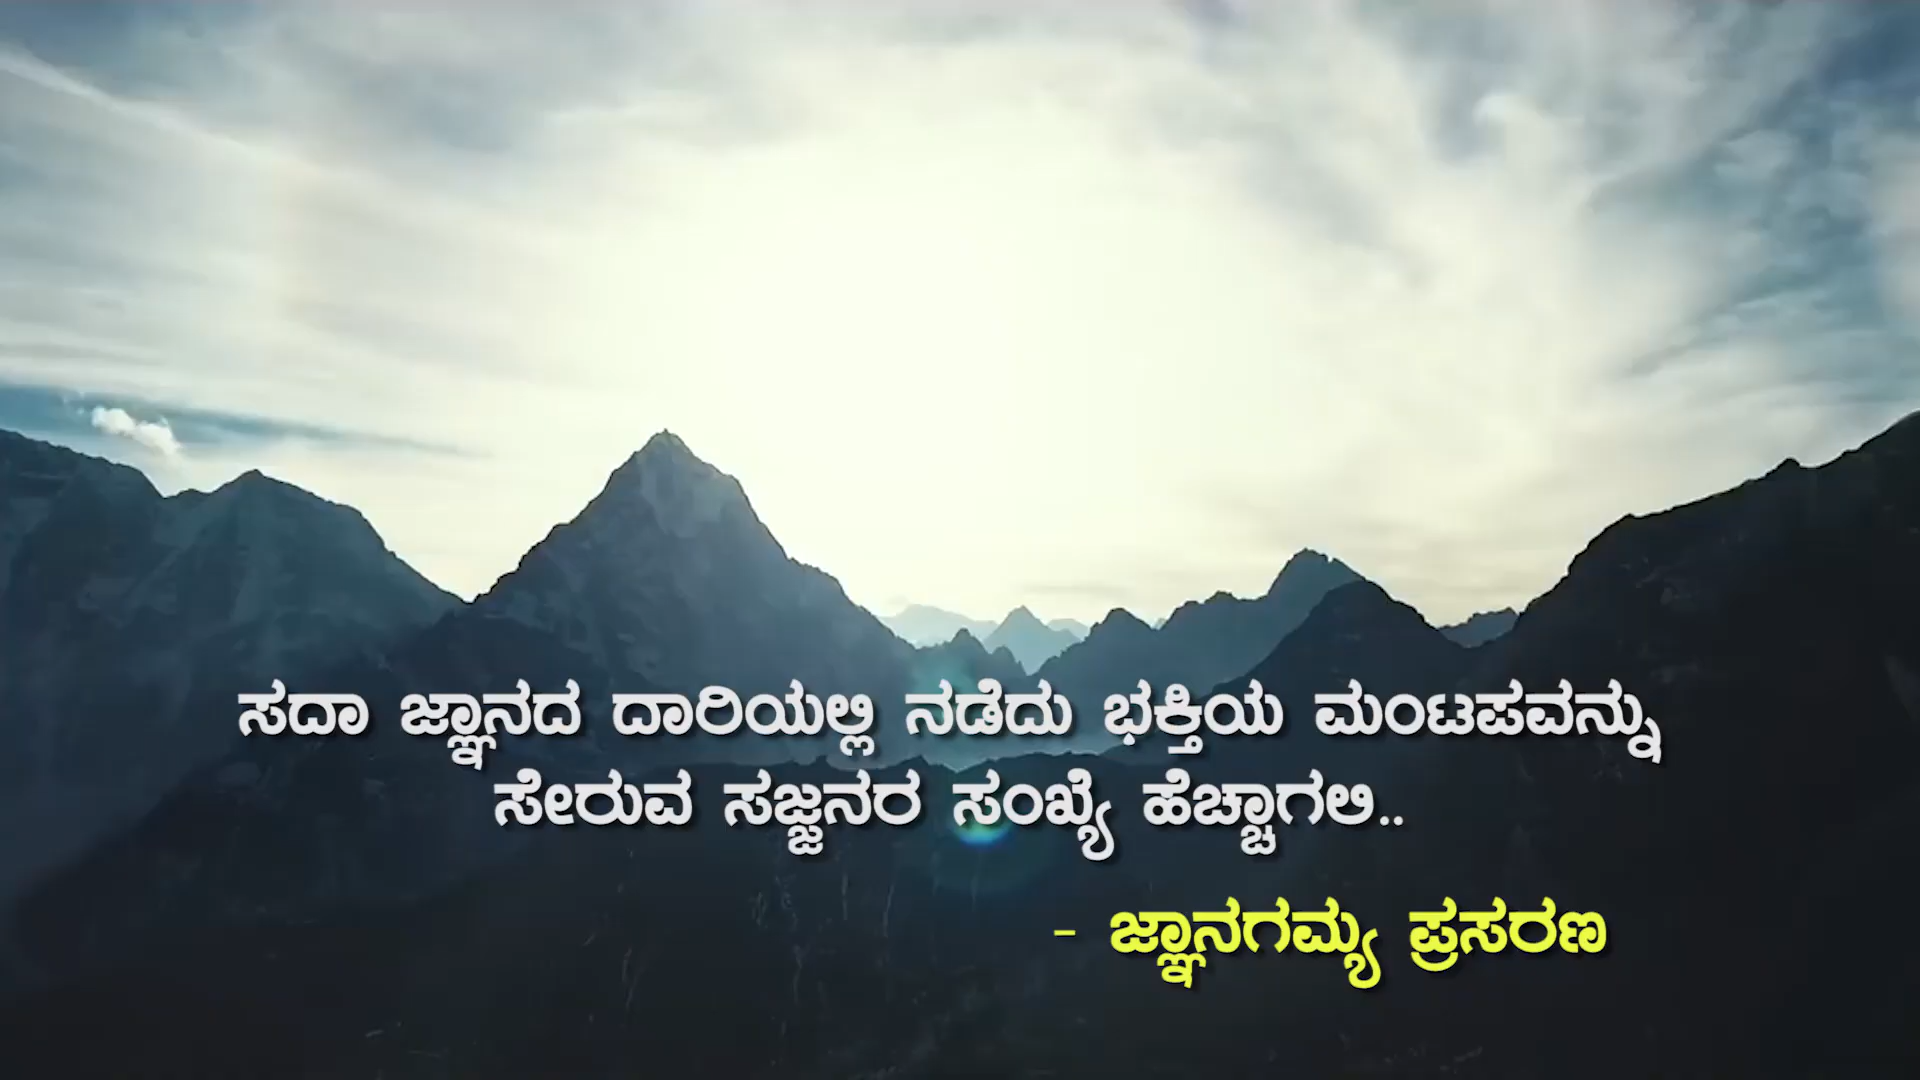 ಸದಾ ಜ್ಞಾನದ ದಾರಿಯಲ್ಲಿ ನಡೆದು ಭಕ್ತಿಯ ಮಂಟಪವನ್ನು
ಸೇರುವ ಸಜ್ಜನರ ಸಂಖ್ಯೆ ಹೆಚ್ಚಾಗಲಿ..
- ಜ್ಞಾನಗಮ್ಯ ಪ್ರಸರಣ